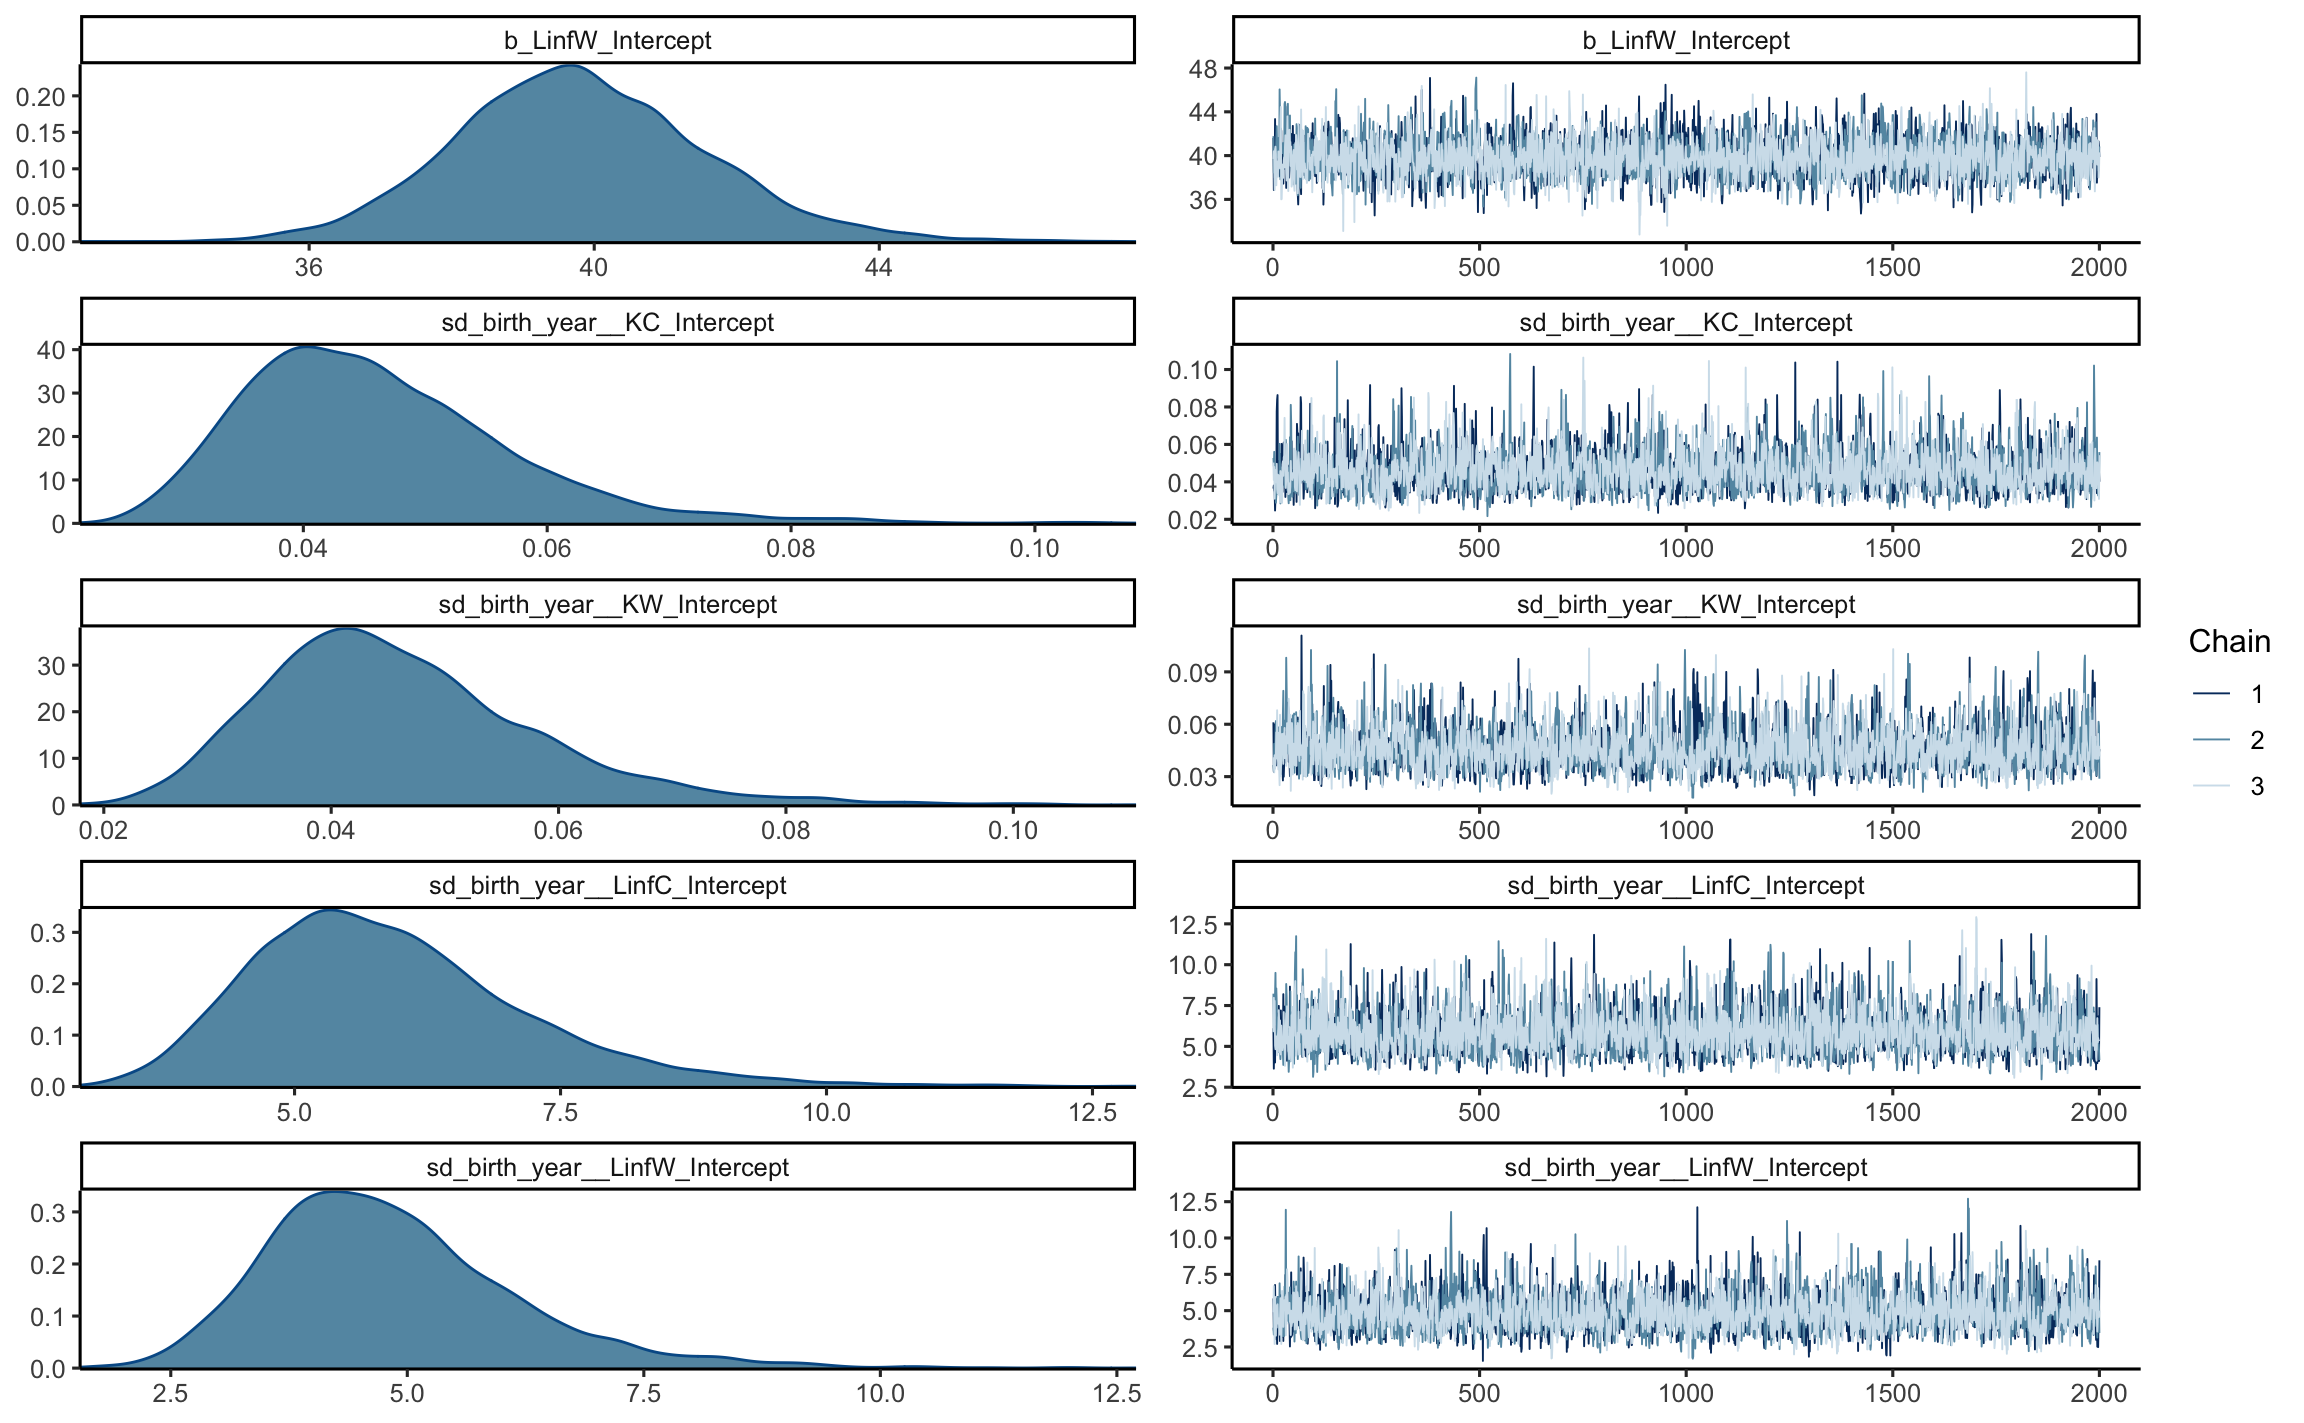 b_LinfW_Intercept
0.20
0.15
0.10
0.05
0.00
36 40 44
b_LinfW_Intercept
48
44
40
36
0 500 1000 1500 2000
sd_birth_year__KC_Intercept
40
30
20
10
0
0.04 0.06 0.08 0.10
sd_birth_year__KC_Intercept
0.10
0.08
0.06
0.04
0.02
0 500 1000 1500 2000
sd_birth_year__KW_Intercept
30
20
10
0
0.02 0.04 0.06 0.08 0.10
sd_birth_year__KW_Intercept
0.09
0.06
0.03
0 500 1000 1500 2000
sd_birth_year__LinfC_Intercept
0.3
0.2
0.1
0.0
5.0 7.5 10.0 12.5
sd_birth_year__LinfC_Intercept
12.5
10.0
7.5
5.0
2.5
0 500 1000 1500 2000
sd_birth_year__LinfW_Intercept
0.3
0.2
0.1
0.0
2.5 5.0 7.5 10.0 12.5
sd_birth_year__LinfW_Intercept
12.5
10.0
7.5
5.0
2.5
0 500 1000 1500 2000
Chain
1
2
3